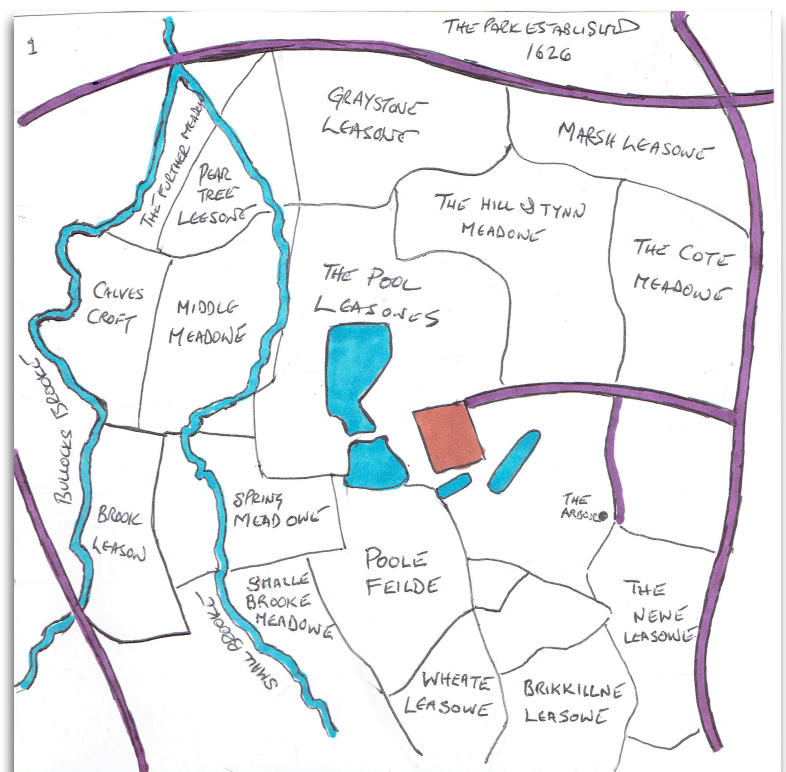 1
THE PARK ESTABLISHED
1626
GRAYSTONE
LEASOWE
MARSH LEASOWE
THE FURTHER MEADOW
PEAR
TREE
LEESOWE
THE HILL & TYNN
MEADOWE
THE COTE
MEADOWE
CALVES
CROFT
MIDDLE
MEADOWE
THE POOL
LEASOWES
BULLOCKS BROOKE
BROOK
LEASOW
SPRING
MEADOWE
THE
ARBOUR
POOLE
FEILDE
SMALLE
BROOKE
MEADOWE
SMALL BROOKE
THE
NEWE
LEASOWE
WHEATE
LEASOWE
BRIKKILLNE
LEASOWE